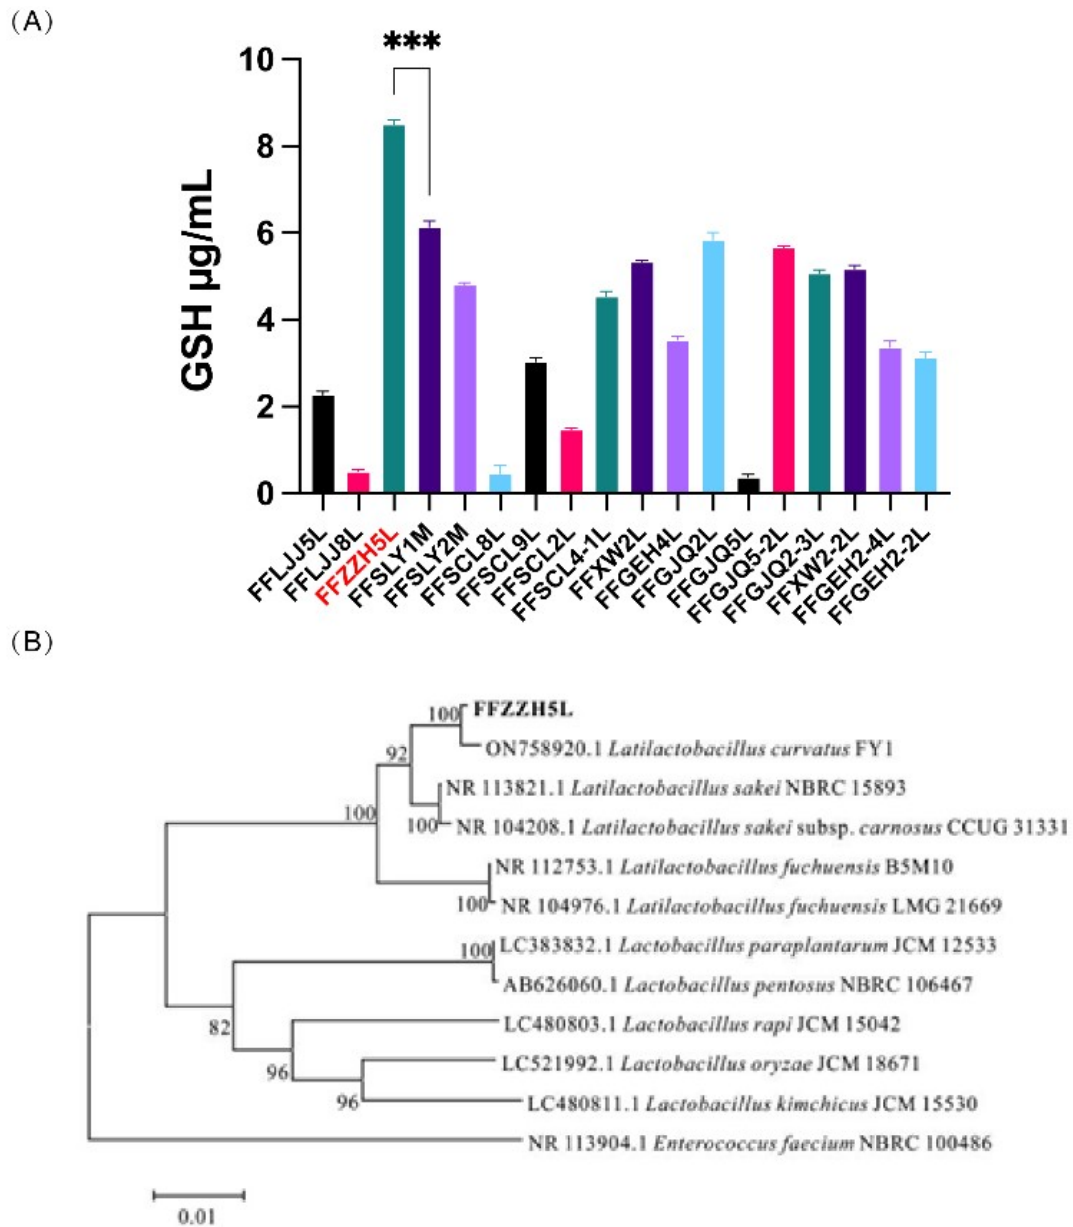 (A)
***
10
8
6
4
2
0
GSH µg/mL
FFLJJ5L
FFLJJ8L
FFZZH5L
FFSLY1M
FFSLY2M
FFSCL8L
FFSCL9L
FFSCL2L
FFSCL4-1L
FFXW2L
FFGEH4L
FFGJQ2L
FFGJQ5L
FFGJQ5-2L
FFGJQ2-3L
FFXW2-2L
FFGEH2-4L
FFGEH2-2L
(B)
100
FFZZH5L
ON758920.1 Latilactobacillus curvatus FY1
92
NR 113821.1 Latilactobacillus sakei NBRC 15893
100
100
NR 104208.1 Latilactobacillus sakei subsp. carnosus CCUG 31331
NR 112753.1 Latilactobacillus fuchuensis B5M10
100
NR 104976.1 Latilactobacillus fuchuensis LMG 21669
100
LC383832.1 Lactobacillus paraplantarum JCM 12533
AB626060.1 Lactobacillus pentosus NBRC 106467
82
LC480803.1 Lactobacillus rapi JCM 15042
96
LC521992.1 Lactobacillus oryzae JCM 18671
96
LC480811.1 Lactobacillus kimchicus JCM 15530
NR 113904.1 Enterococcus faecium NBRC 100486
0.01